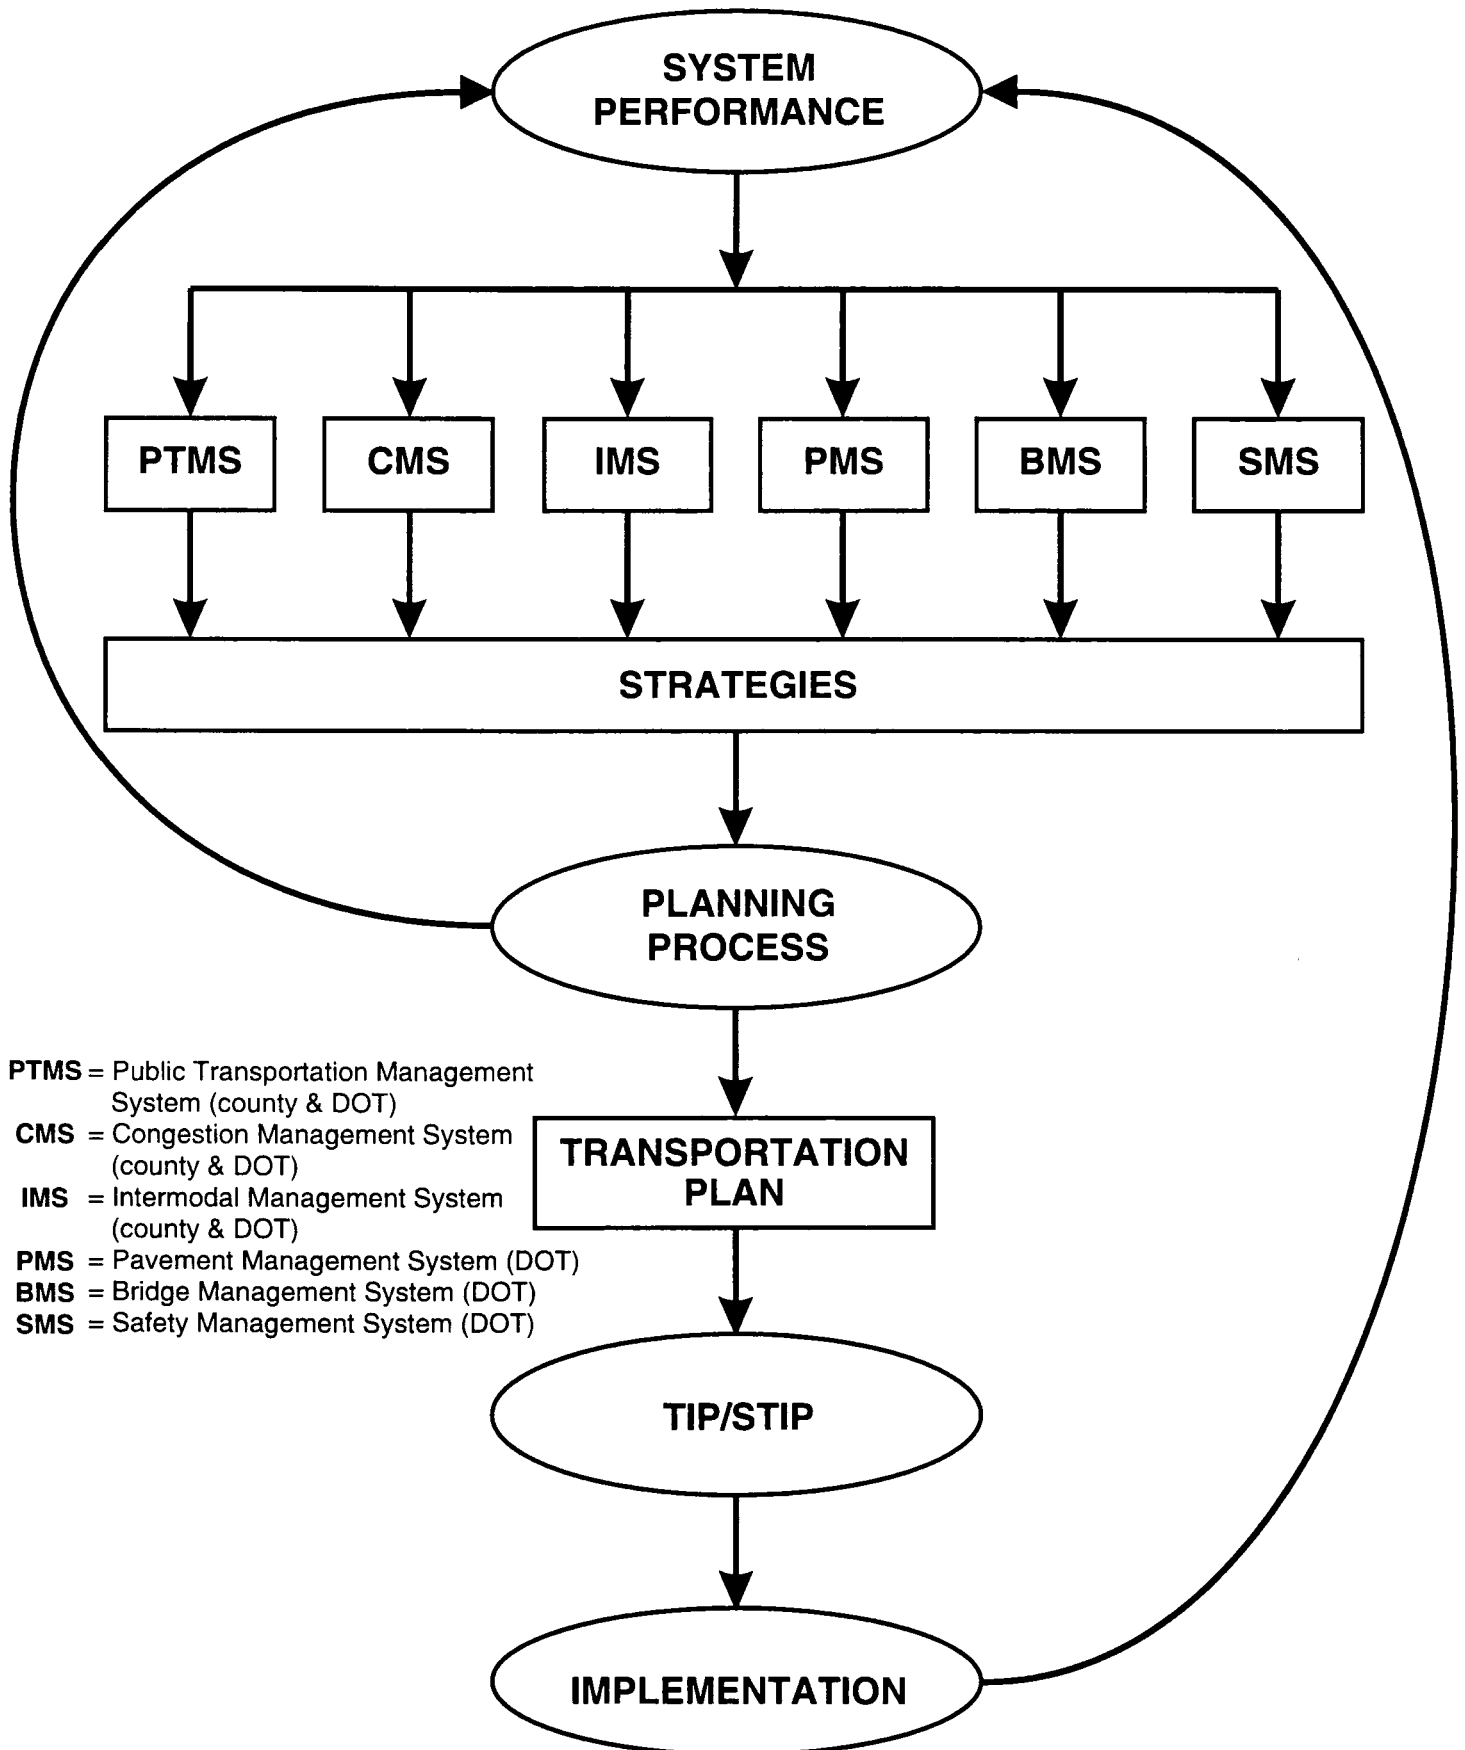 SYSTEM
PERFORMANCE
PTMS
CMS
IMS
PMS
BMS
SMS
STRATEGIES
PLANNING
PROCESS
PTMS = Public Transportation Management
System (county & DOT)
CMS = Congestion Management System
(county & DOT)
IMS = Intermodal Management System
(county & DOT)
PMS = Pavement Management System (DOT)
BMS = Bridge Management System (DOT)
SMS = Safety Management System (DOT)
TRANSPORTATION
PLAN
TIP/STIP
IMPLEMENTATION